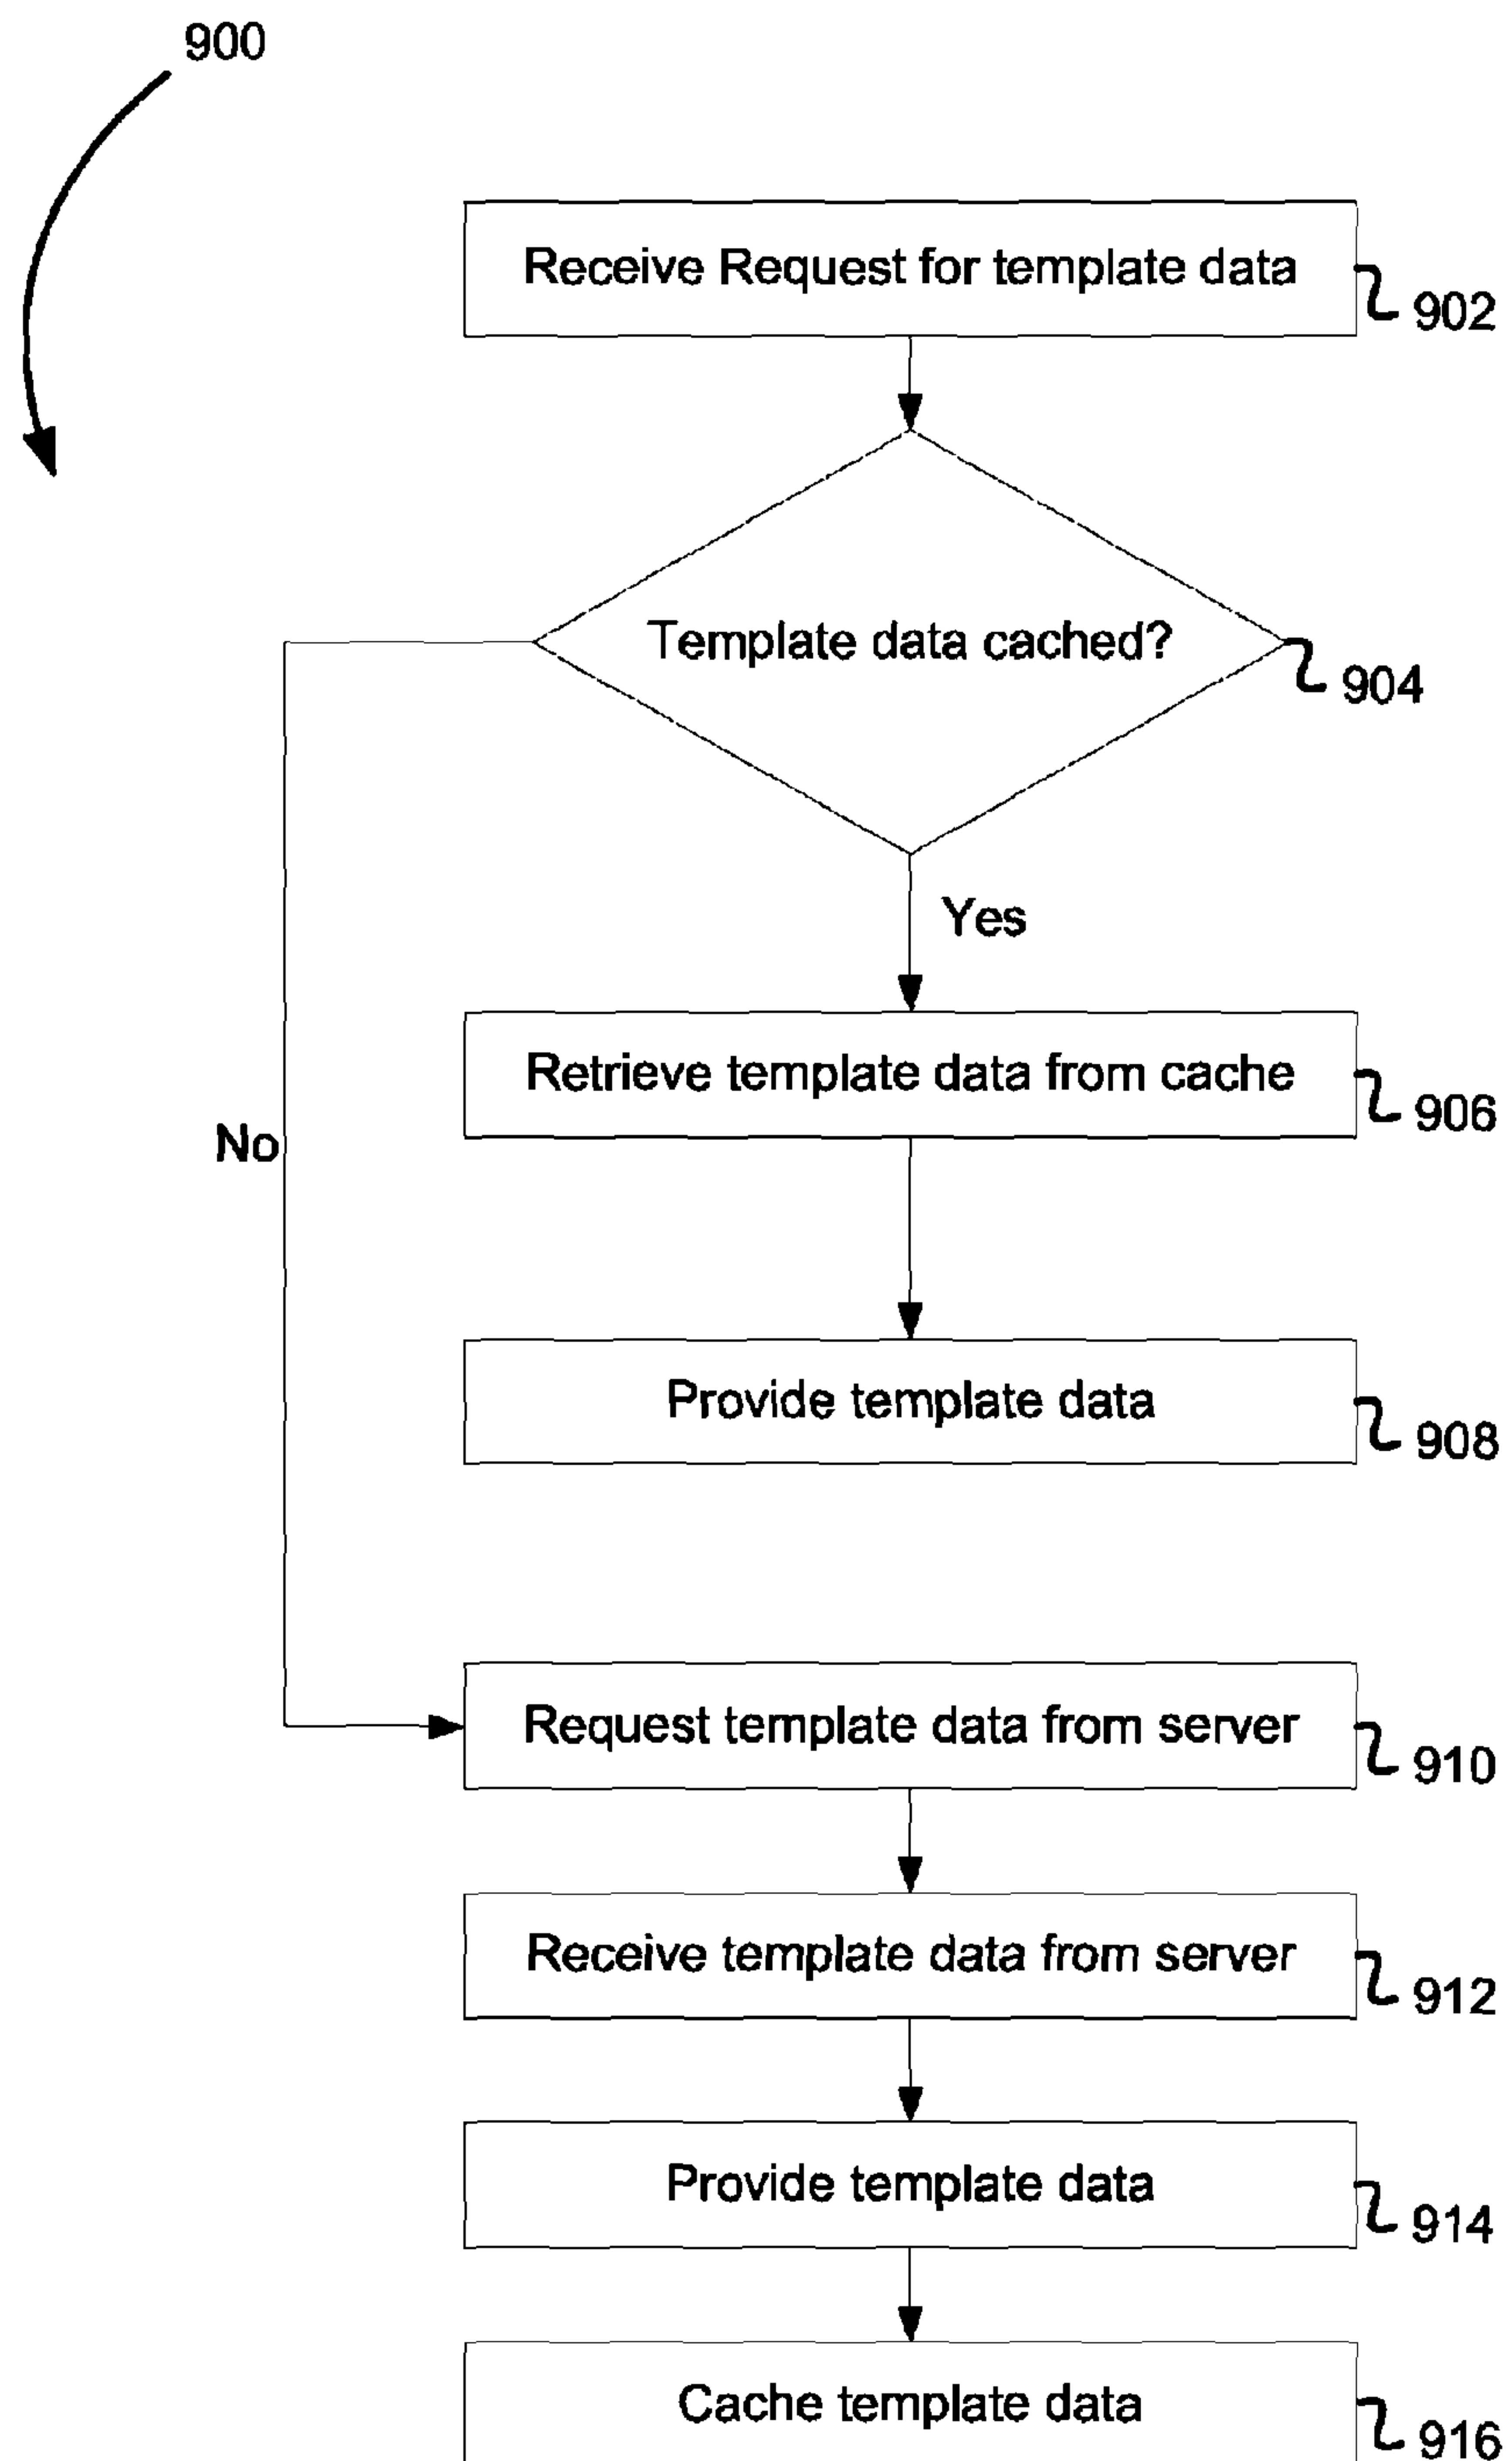 900
Receive Request for template data
902
Template data cached?
904
Yes
Retrieve template data from cache
906
No
Provide template data
908
Request template data from server
910
Receive template data from server
912
Provide template data
914
Cache template data
916